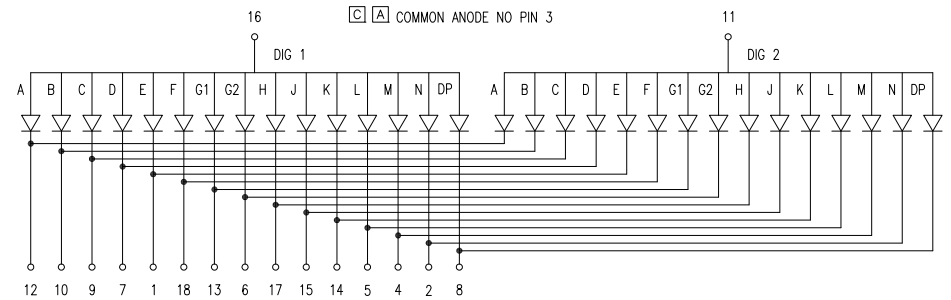 16 C A COMMON ANODE NO PIN 3 11
DIG 1 DIG 2
A B C D E F G1 G2 H J K L M N DP A B C D E F G1 G2 H J K L M N DP
12 10 9 7 1 18 13 6 17 15 14 5 4 2 8